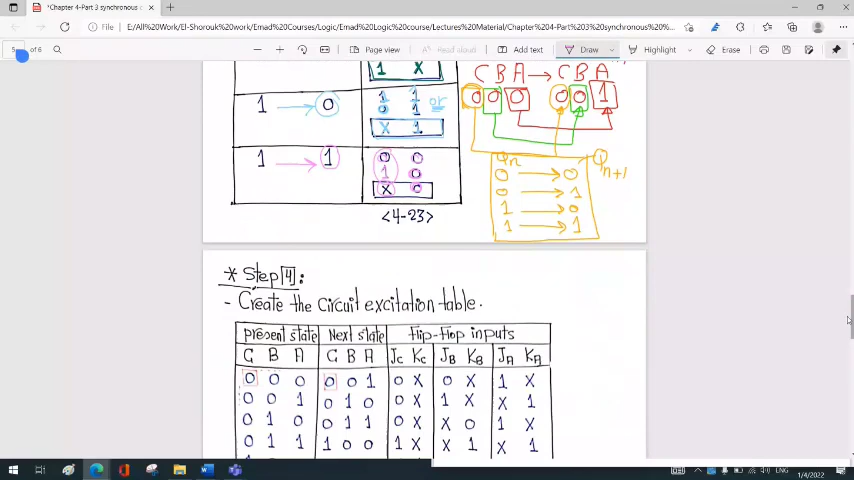 *Chapter 4-Part 3 synchronous c
File
E:/All Work/El-Shorouk%20work/Emad%20Courses/Logic/Emad%20Logic%20course/Lectures%20Material/Chapter%20%204-Part%203%20synchronous%20%
5 of 6
Page view
Read aloud
Add text
Draw
Highlight
Erase
1 X
C B A → C B A
0 0 0 0 0 1
1 → 0
1 1 or
0 1
X 1
1 → 1
0 0
1 0
X 0
Qn Qn+1
0 → 0
0 → 1
1 → 0
1 → 1
<4-23>
* Step[4]:
- Create the Circuit excitation table.
present state Next state Flip-Flop inputs
C B A C B A JC KC JB KB JA KA
0 0 0 0 0 1 0 X 0 X 1 X
0 0 1 0 1 0 0 X 1 X X 1
0 1 0 0 1 1 0 X X 0 1 X
0 1 1 1 0 0 1 X X 1 X 1
ENG
1/4/2022